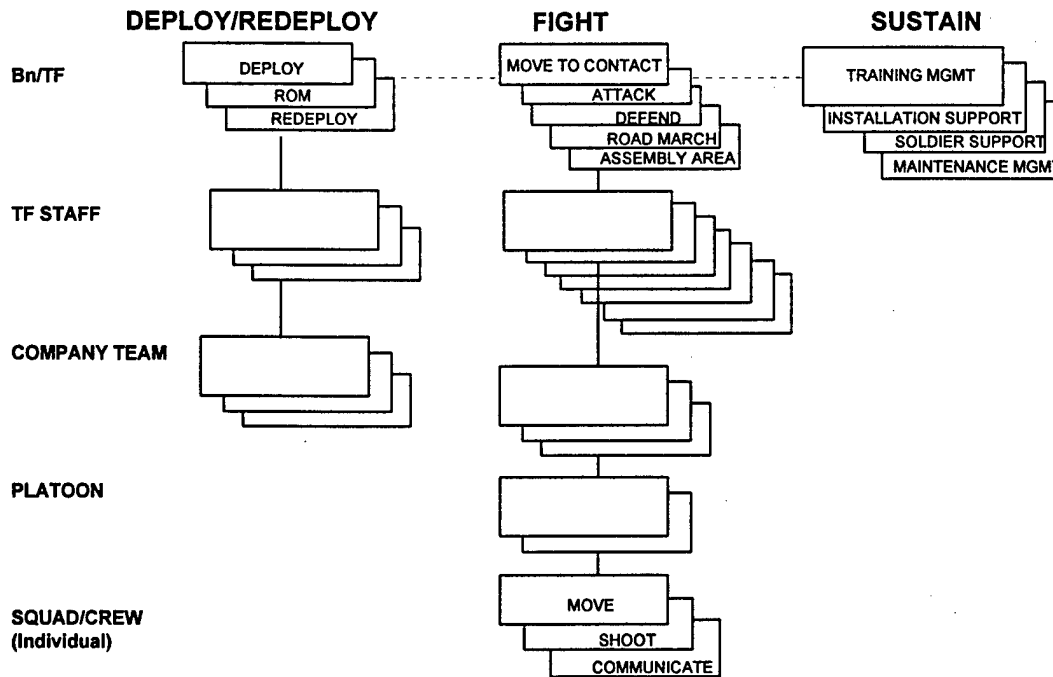 DEPLOY/REDEPLOY FIGHT SUSTAIN
Bn/TF
DEPLOY
ROM
REDEPLOY
MOVE TO CONTACT
ATTACK
DEFEND
ROAD MARCH
ASSEMBLY AREA
TRAINING MGMT
INSTALLATION SUPPORT
SOLDIER SUPPORT
MAINTENANCE MGMT
TF STAFF
COMPANY TEAM
PLATOON
SQUAD/CREW
(Individual)
MOVE
SHOOT
COMMUNICATE